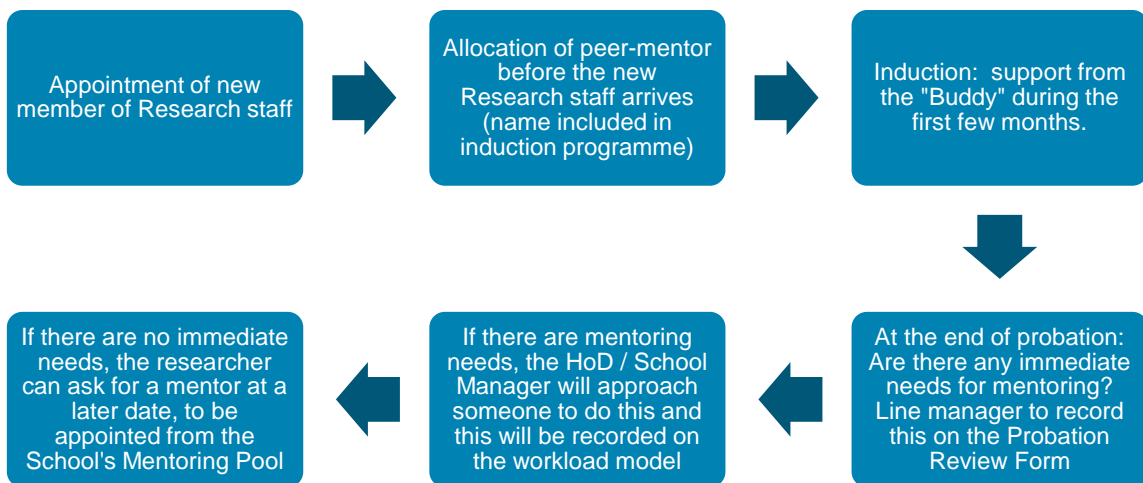 Appointment of new
member of Research staff
Allocation of peer-mentor
before the new
Research staff arrives
(name included in
induction programme)
Induction:  support from
the "Buddy" during the
first few months.
At the end of probation:
Are there any immediate
needs for mentoring?
Line manager to record
this on the Probation
Review Form
If there are mentoring
needs, the HoD / School
Manager will approach
someone to do this and
this will be recorded on
the workload model
If there are no immediate
needs, the researcher
can ask for a mentor at a
later date, to be
appointed from the
School's Mentoring Pool